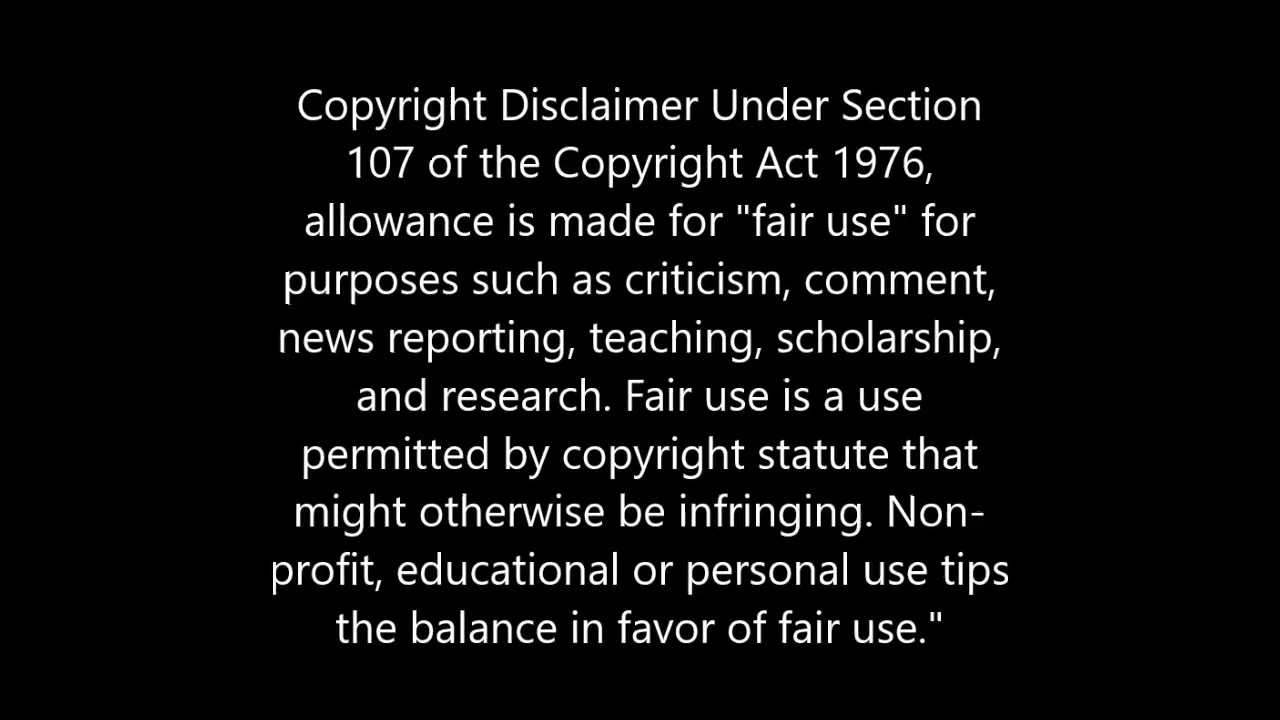 Copyright Disclaimer Under Section
107 of the Copyright Act 1976,
allowance is made for "fair use" for
purposes such as criticism, comment,
news reporting, teaching, scholarship,
and research. Fair use is a use
permitted by copyright statute that
might otherwise be infringing. Non-
profit, educational or personal use tips
the balance in favor of fair use."